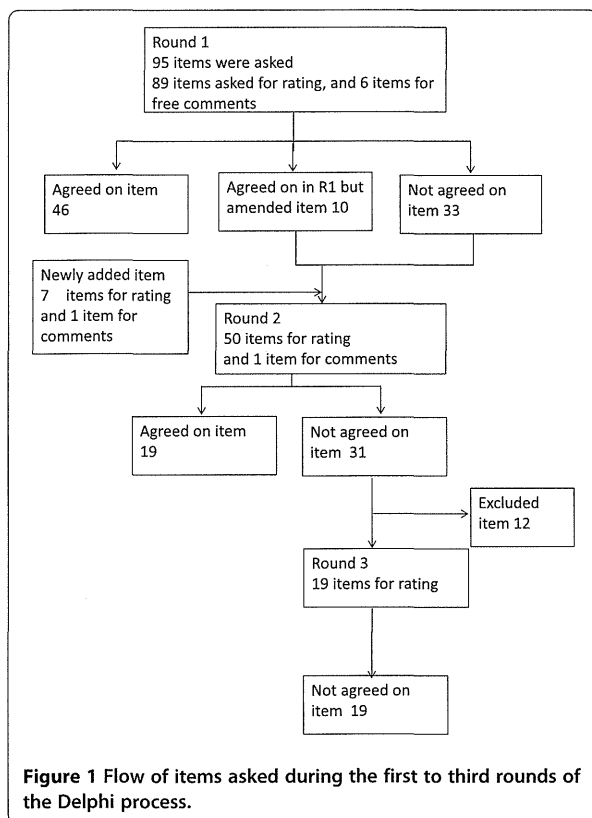 Round 1
95 items were asked
89 items asked for rating, and 6 items for
free comments
Agreed on item
46
Agreed on in R1 but
amended item 10
Not agreed on
item 33
Newly added item
7 items for rating
and 1 item for
comments
Round 2
50 items for rating
and 1 item for comments
Agreed on item
19
Not agreed on
item 31
Excluded
item 12
Round 3
19 items for rating
Not agreed on
item 19
Figure 1 Flow of items asked during the first to third rounds of
the Delphi process.